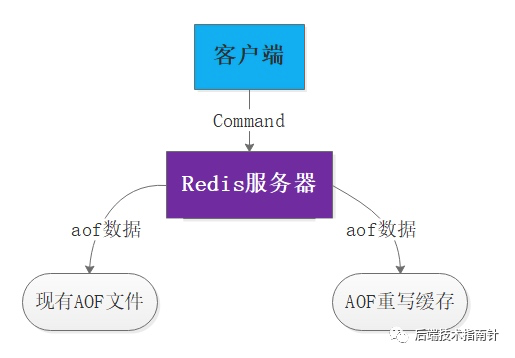 客户端
Command
Redis服务器
aof数据
aof数据
现有AOF文件
AOF重写缓存
后端技术指南针